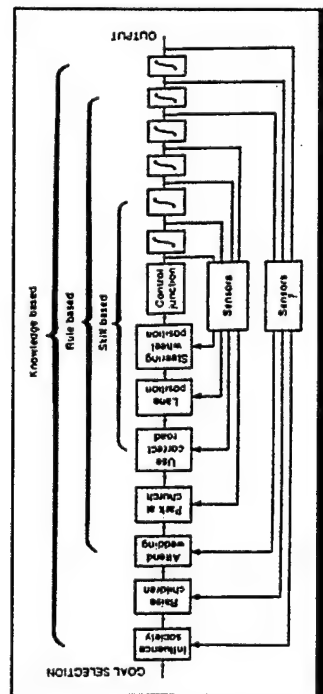 Knowledge based
Rule based
Skill based
GOAL SELECTION
Influence
society
Raise
children
Attend
wedding
Park at
church
Use
correct
road
Lane
position
Steering
wheel
position
Control
junction
OUTPUT
Sensors
Sensors
?